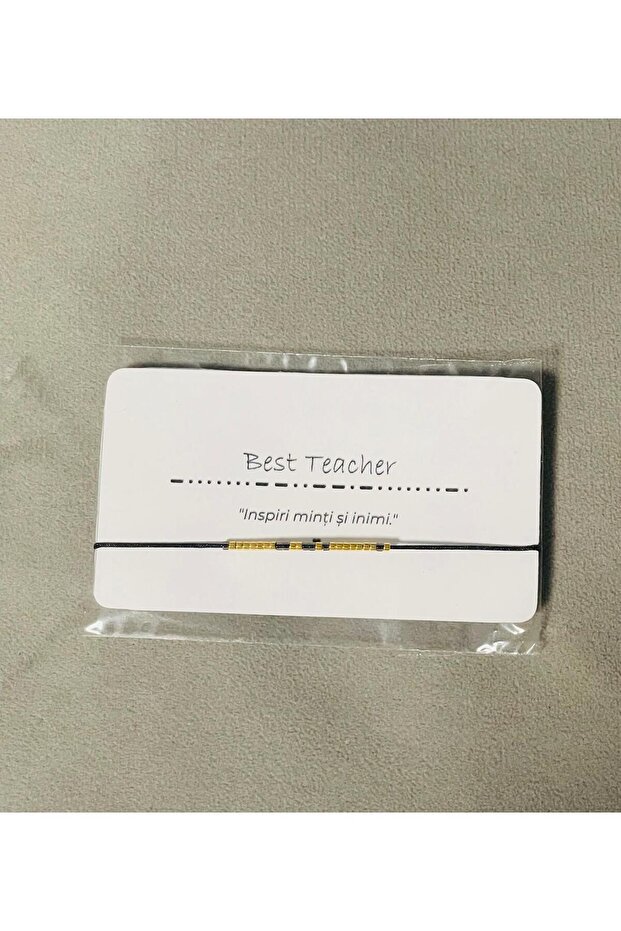 Best Teacher
"Inspiri minți și inimi."